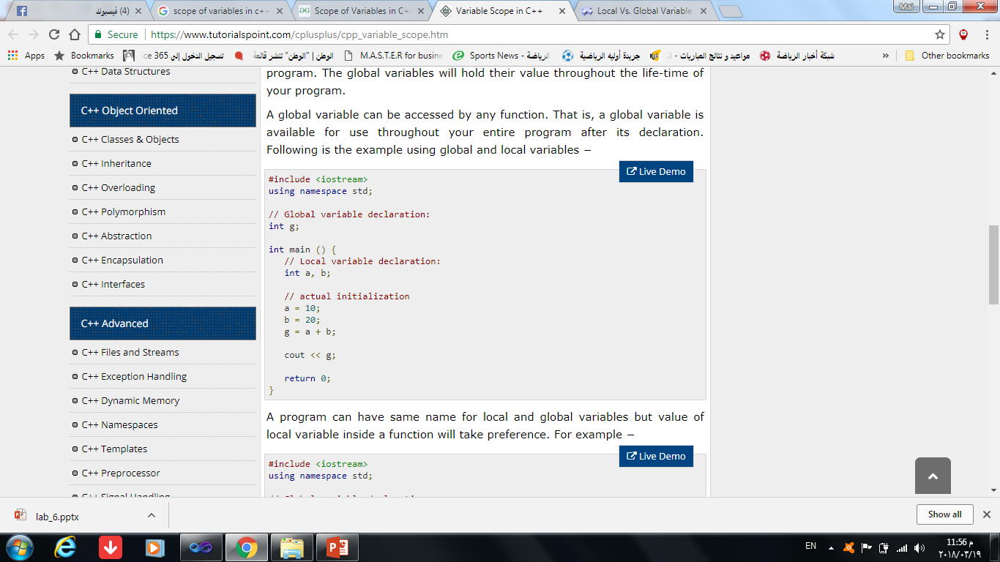 (4) فيسبوك
scope of variables in c++
Scope of Variables in C+
Variable Scope in C++
Local Vs. Global Variable
Mai
Secure
https://www.tutorialspoint.com/cplusplus/cpp_variable_scope.htm
Apps
Bookmarks
تسجيل الدخول إلى 365 ce
الوطن | "الوطن" تنشر قائمة
M.A.S.T.E.R for busine
Sports News - الرياضة
جريدة أوليه الرياضية
مواعيد و نتائج المباريات - ا
شبكة أخبار الرياضة
»
Other bookmarks
C++ Data Structures
C++ Object Oriented
C++ Classes & Objects
C++ Inheritance
C++ Overloading
C++ Polymorphism
C++ Abstraction
C++ Encapsulation
C++ Interfaces
C++ Advanced
C++ Files and Streams
C++ Exception Handling
C++ Dynamic Memory
C++ Namespaces
C++ Templates
C++ Preprocessor
C++ Signal Handling
program. The global variables will hold their value throughout the life-time of
your program.
A global variable can be accessed by any function. That is, a global variable is
available for use throughout your entire program after its declaration.
Following is the example using global and local variables −
Live Demo
#include <iostream>
using namespace std;
// Global variable declaration:
int g;
int main () {
// Local variable declaration:
int a, b;
// actual initialization
a = 10;
b = 20;
g = a + b;
cout << g;
return 0;
}
A program can have same name for local and global variables but value of
local variable inside a function will take preference. For example −
Live Demo
#include <iostream>
using namespace std;
lab_6.pptx
Show all
EN
11:56 م
٢٠١٨/٠٣/١٩